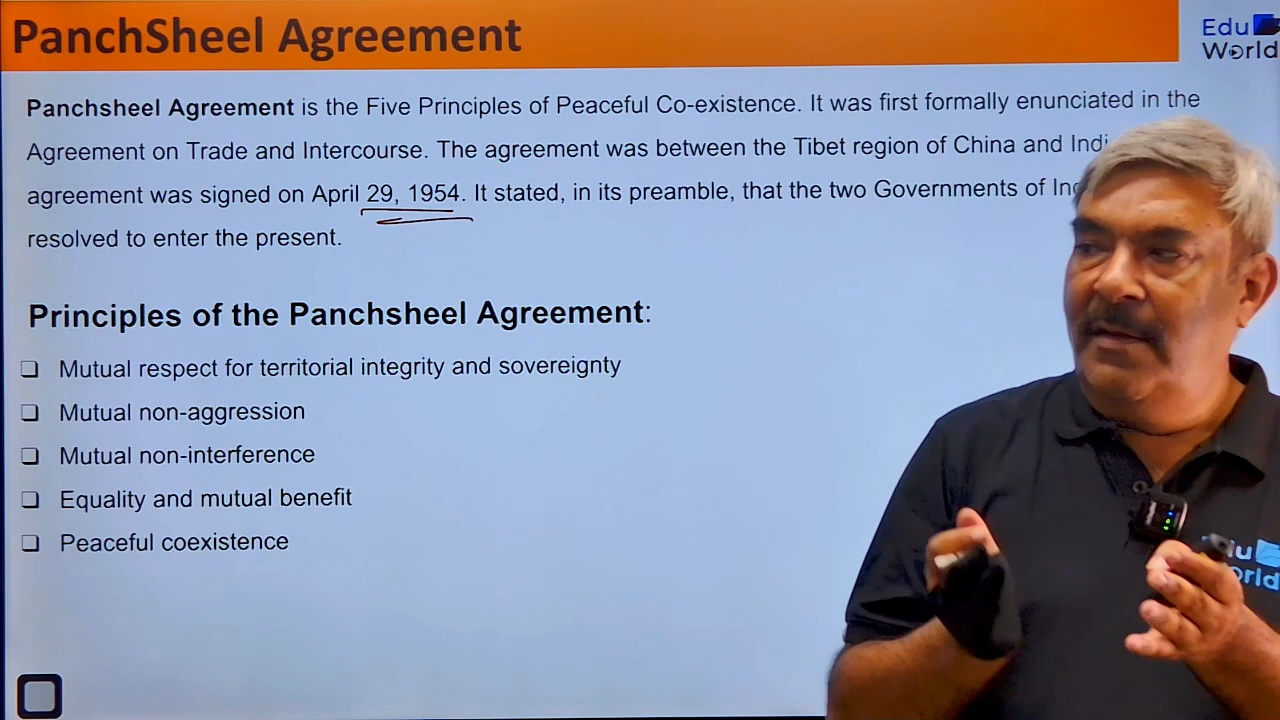 PanchSheel Agreement
Edu
World
Panchsheel Agreement is the Five Principles of Peaceful Co-existence. It was first formally enunciated in the
Agreement on Trade and Intercourse. The agreement was between the Tibet region of China and
agreement was signed on April 29, 1954. It stated, in its preamble, that the two Governments of
resolved to enter the present.
Principles of the Panchsheel Agreement:
❑ Mutual respect for territorial integrity and sovereignty
❑ Mutual non-aggression
❑ Mutual non-interference
❑ Equality and mutual benefit
❑ Peaceful coexistence